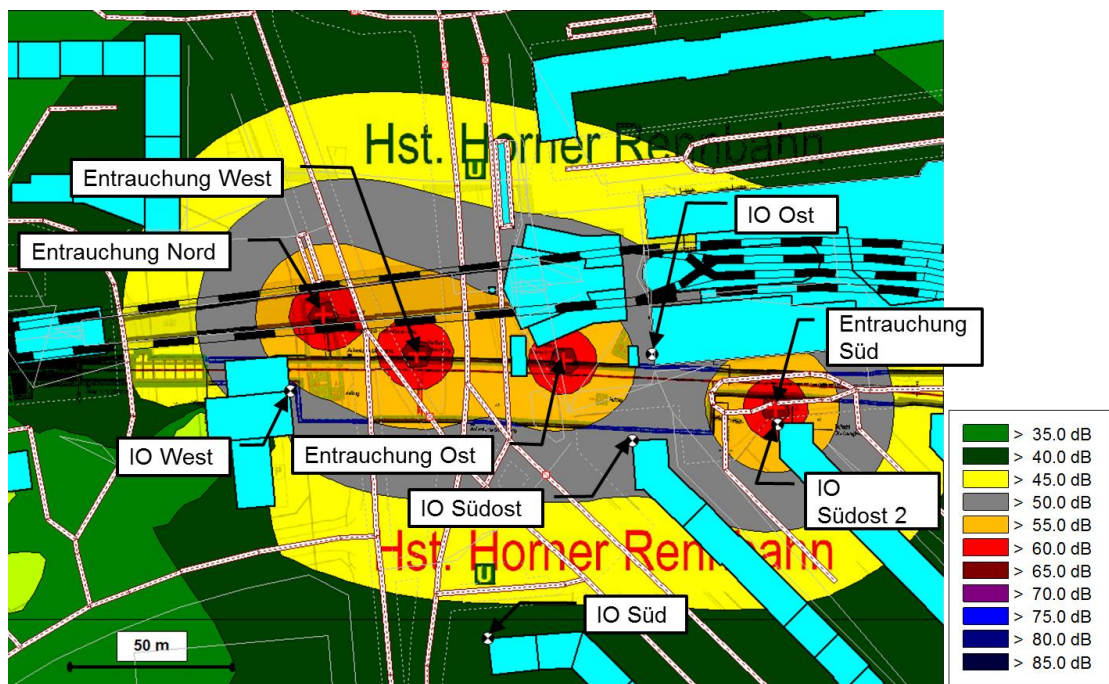 Hst. Horner Rennbahn
U
Entrauchung West
IO Ost
Entrauchung Nord
Entrauchung
Süd
IO West
Entrauchung Ost
IO Südost
IO
Südost 2
Hst. Horner Rennbahn
U
IO Süd
50 m
> 35.0 dB
> 40.0 dB
> 45.0 dB
> 50.0 dB
> 55.0 dB
> 60.0 dB
> 65.0 dB
> 70.0 dB
> 75.0 dB
> 80.0 dB
> 85.0 dB